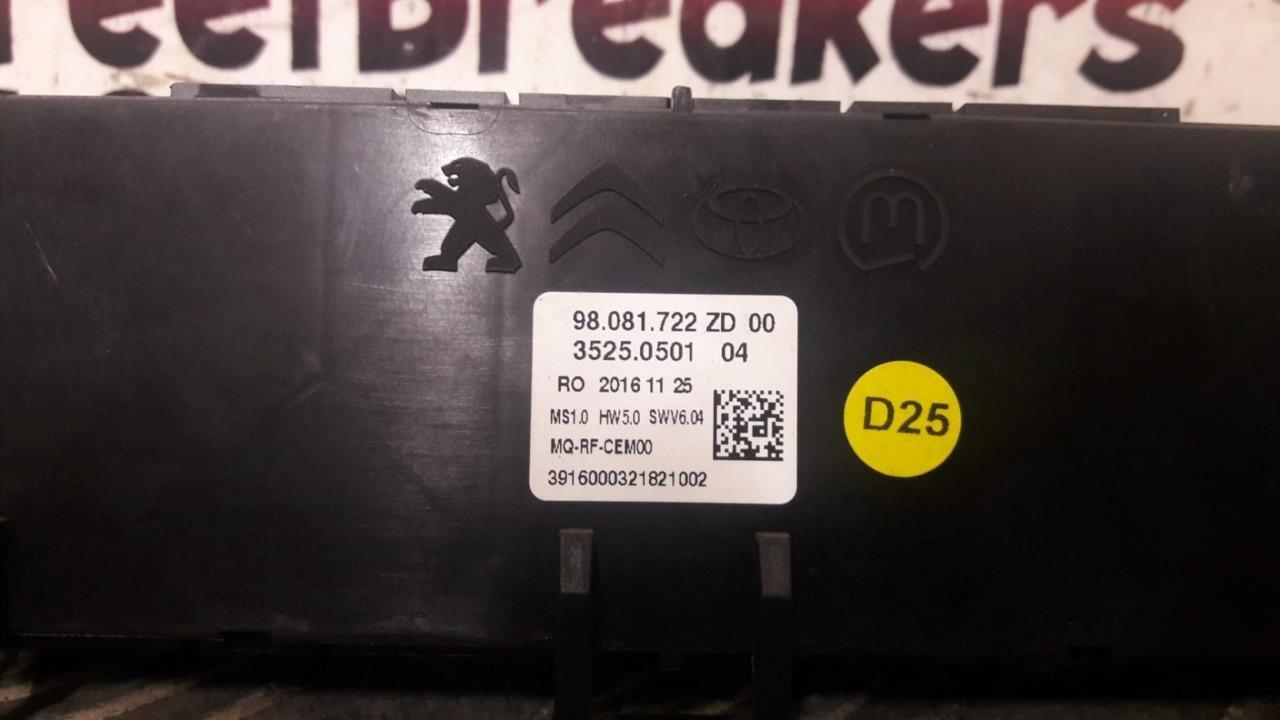 Breakers
98.081.722 ZD 00
3525.0501 04
RO 2016 11 25
MS1.0 HW5.0 SWV6.04
MQ-RF-CEM00
3916000321821002
D25